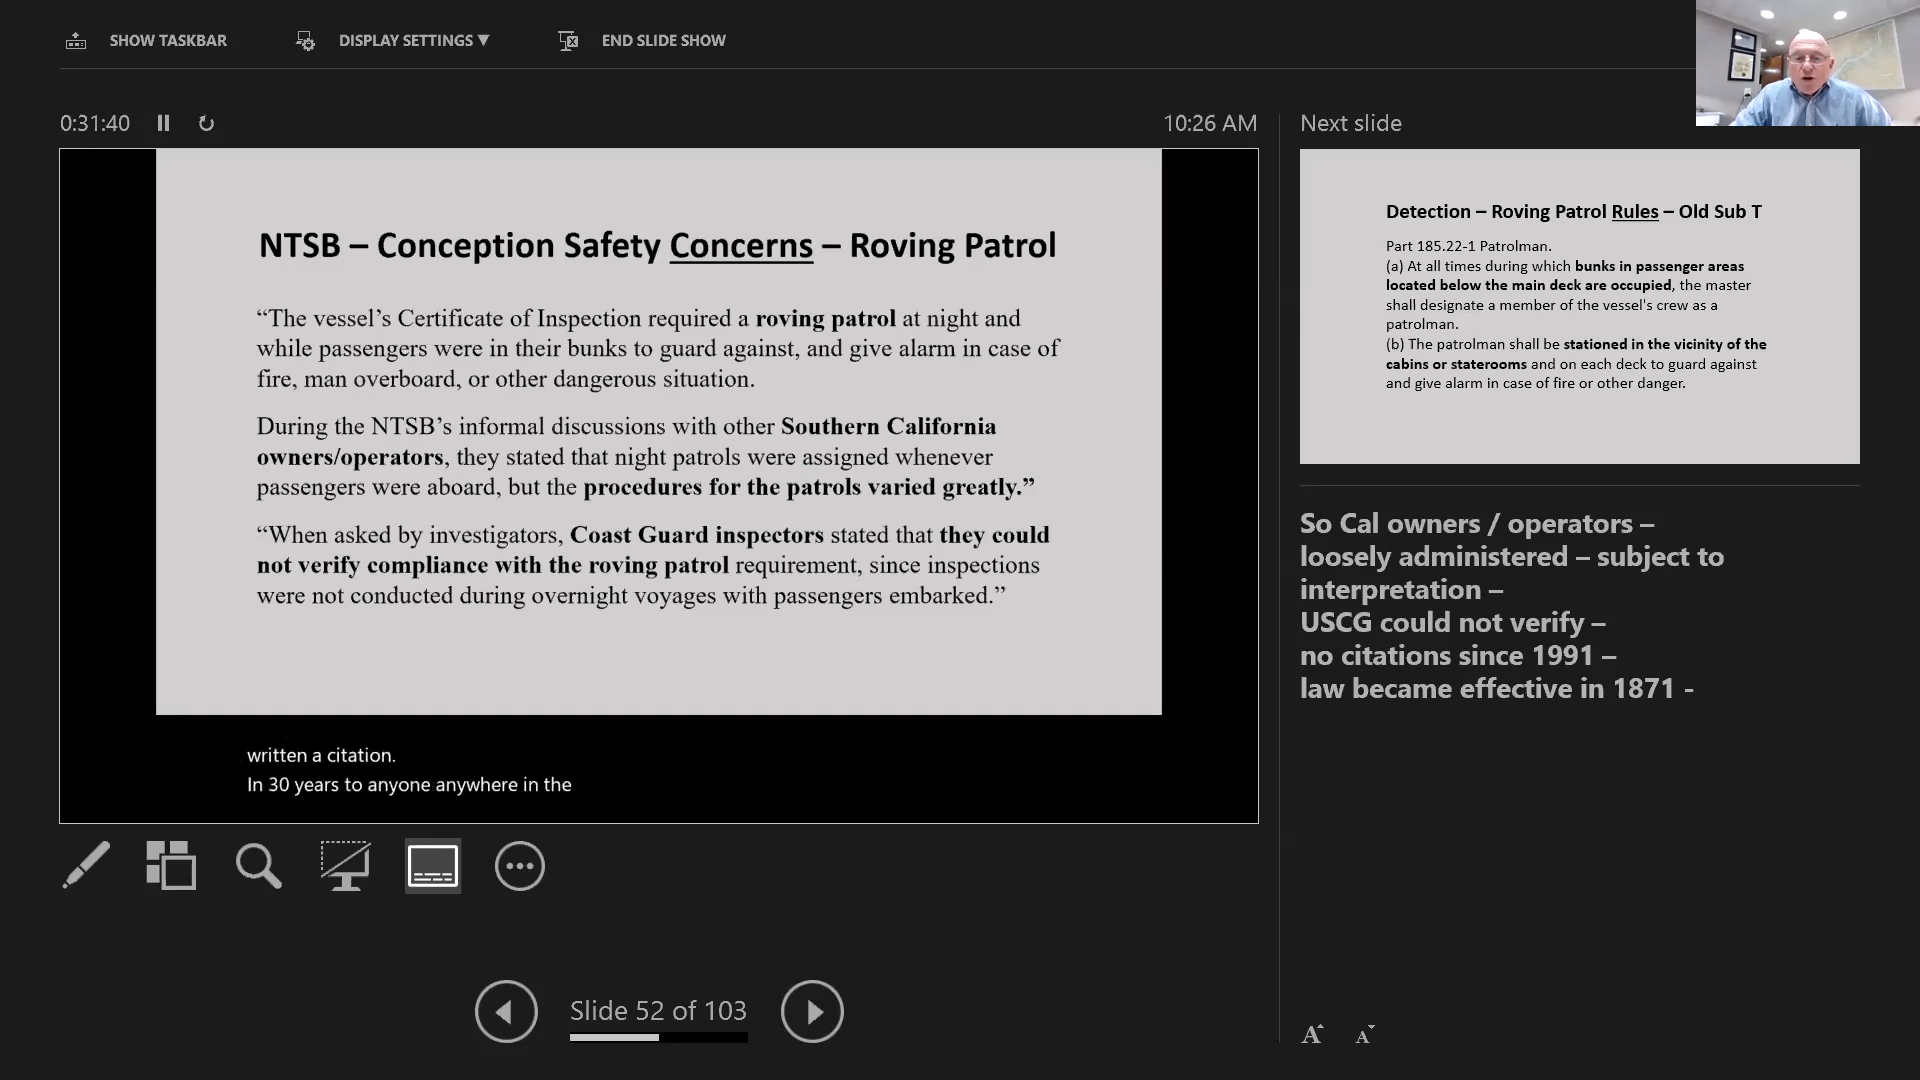 SHOW TASKBAR
DISPLAY SETTINGS ▼
END SLIDE SHOW
0:31:40
10:26 AM
NTSB – Conception Safety Concerns – Roving Patrol
“The vessel’s Certificate of Inspection required a roving patrol at night and
while passengers were in their bunks to guard against, and give alarm in case of
fire, man overboard, or other dangerous situation.
During the NTSB’s informal discussions with other Southern California
owners/operators, they stated that night patrols were assigned whenever
passengers were aboard, but the procedures for the patrols varied greatly.”
“When asked by investigators, Coast Guard inspectors stated that they could
not verify compliance with the roving patrol requirement, since inspections
were not conducted during overnight voyages with passengers embarked.”
written a citation.
In 30 years to anyone anywhere in the
Slide 52 of 103
Next slide
Detection – Roving Patrol Rules – Old Sub T
Part 185.22-1 Patrolman.
(a) At all times during which bunks in passenger areas
located below the main deck are occupied, the master
shall designate a member of the vessel's crew as a
patrolman.
(b) The patrolman shall be stationed in the vicinity of the
cabins or staterooms and on each deck to guard against
and give alarm in case of fire or other danger.
So Cal owners / operators –
loosely administered – subject to
interpretation –
USCG could not verify –
no citations since 1991 –
law became effective in 1871 -
A A